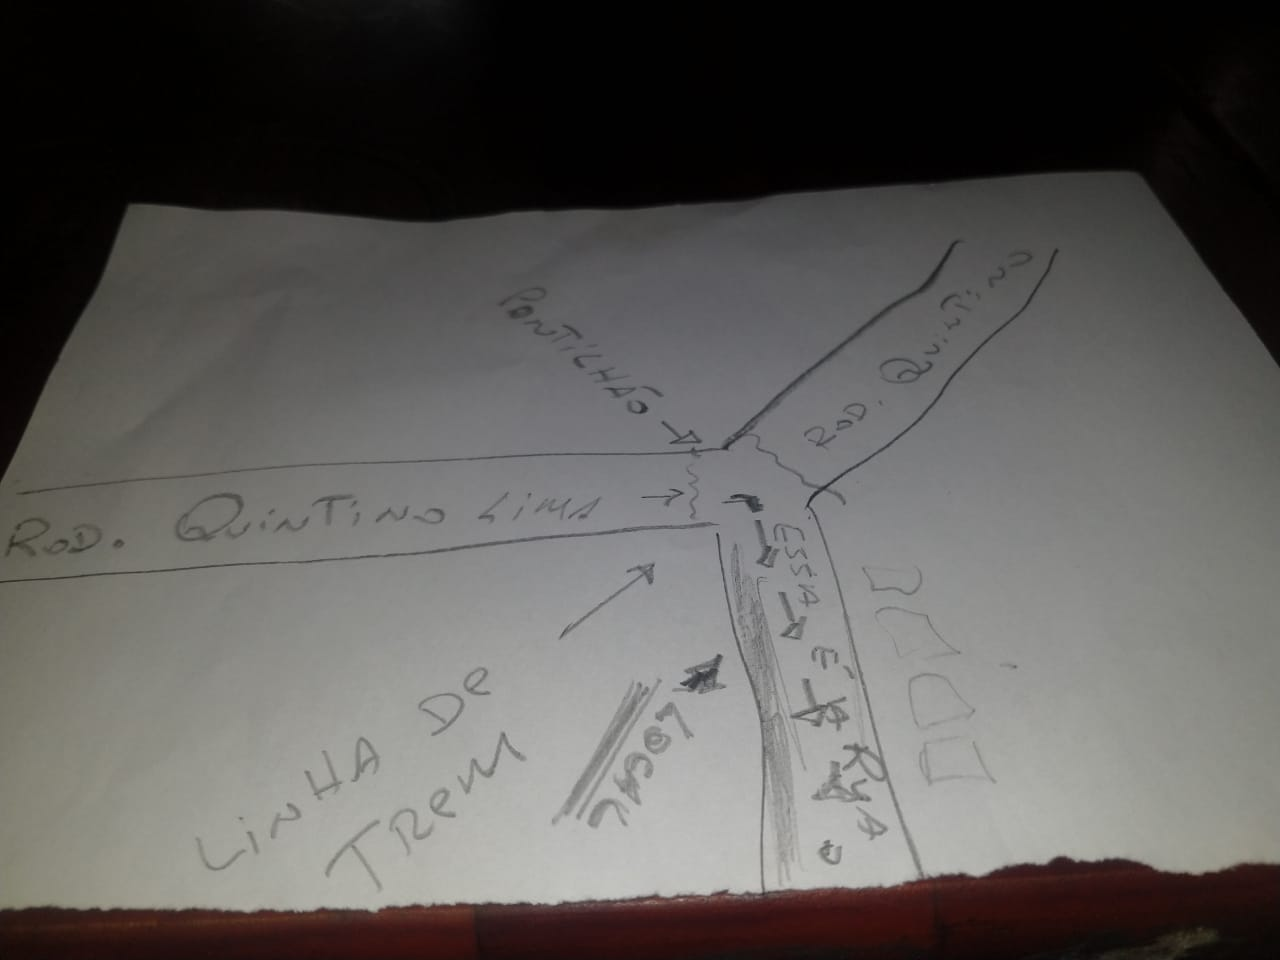 PONTILHÃO
ROD. QUINTINO
ROD. QUINTINO LIMA
ESSA É A RUA
LOCAL
LINHA DE
TREM